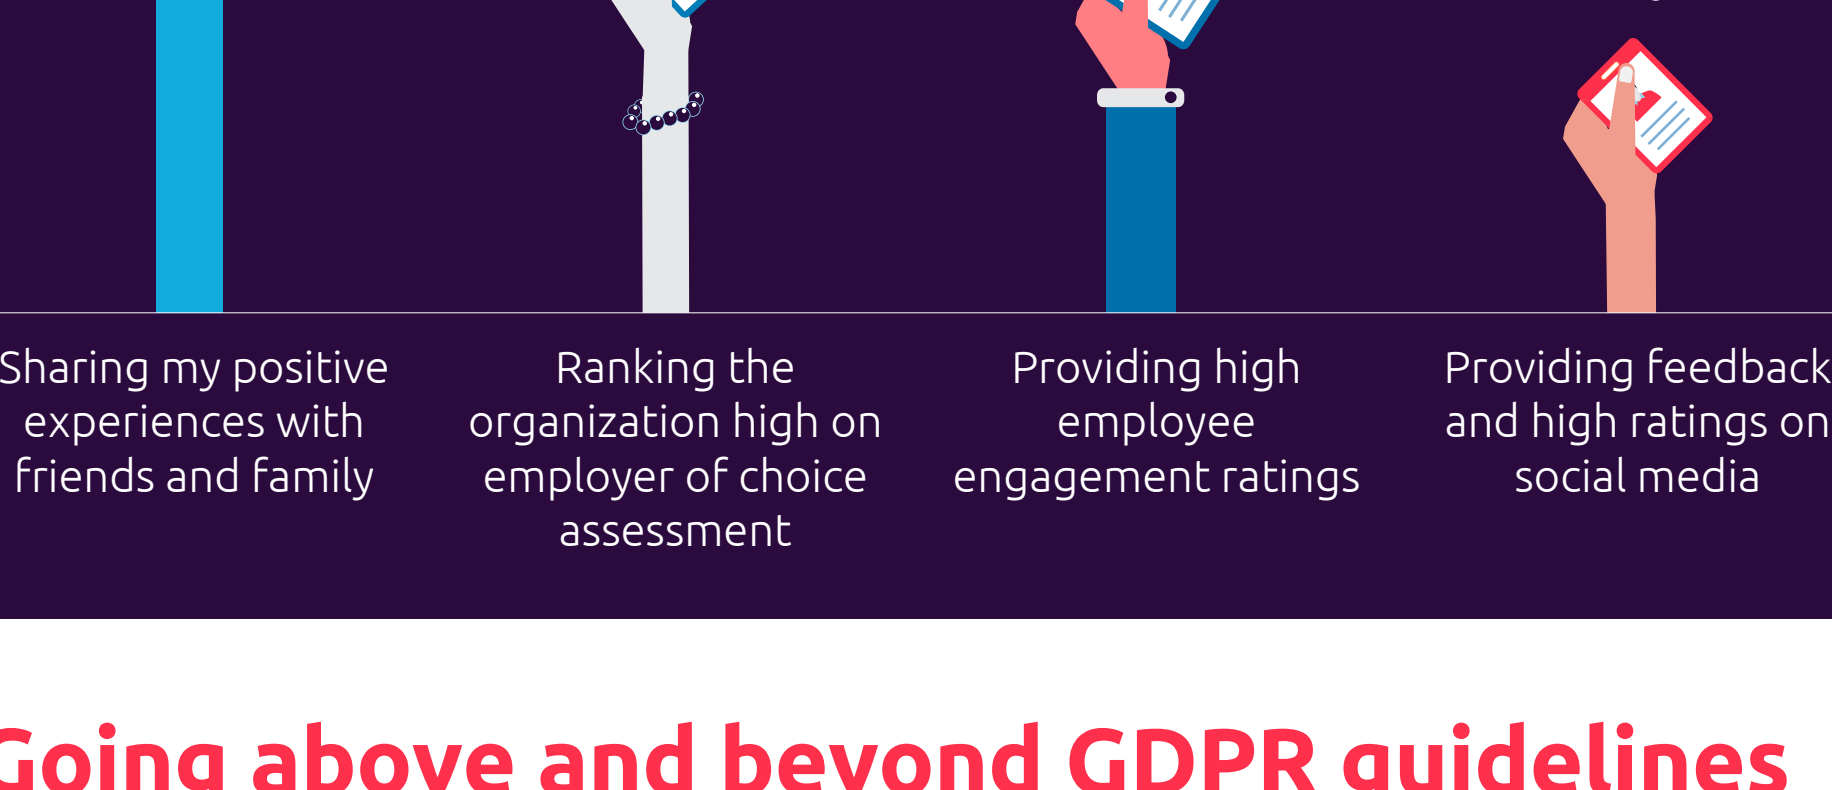 Sharing my positive
experiences with
friends and family
Ranking the
organization high on
employer of choice
assessment
Providing high
employee
engagement ratings
Providing feedback
and high ratings on
social media
Going above and beyond GDPR guidelines